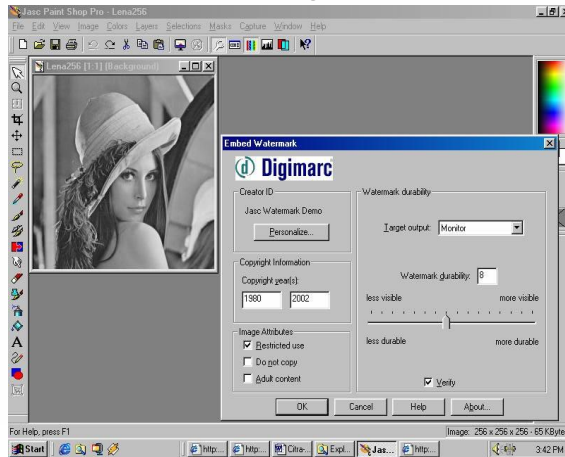 Jasc Paint Shop Pro - Lena256
File Edit View Image Colors Layers Selections Masks Capture Window Help
Lena256 [1:1] (Background)
Embed Watermark
Digimarc
Creator ID
Jasc Watermark Demo
Personalize...
Copyright Information
Copyright year(s):
1980 2002
Image Attributes
Restricted use
Do not copy
Adult content
Watermark durability
Target output: Monitor
Watermark durability: 8
less visible more visible
less durable more durable
Verify
OK Cancel Help About...
For Help, press F1
Image: 256 x 256 x 256 - 65 KByte
Start http: http: Citra-... Expl... Jas... http: 3:42 PM